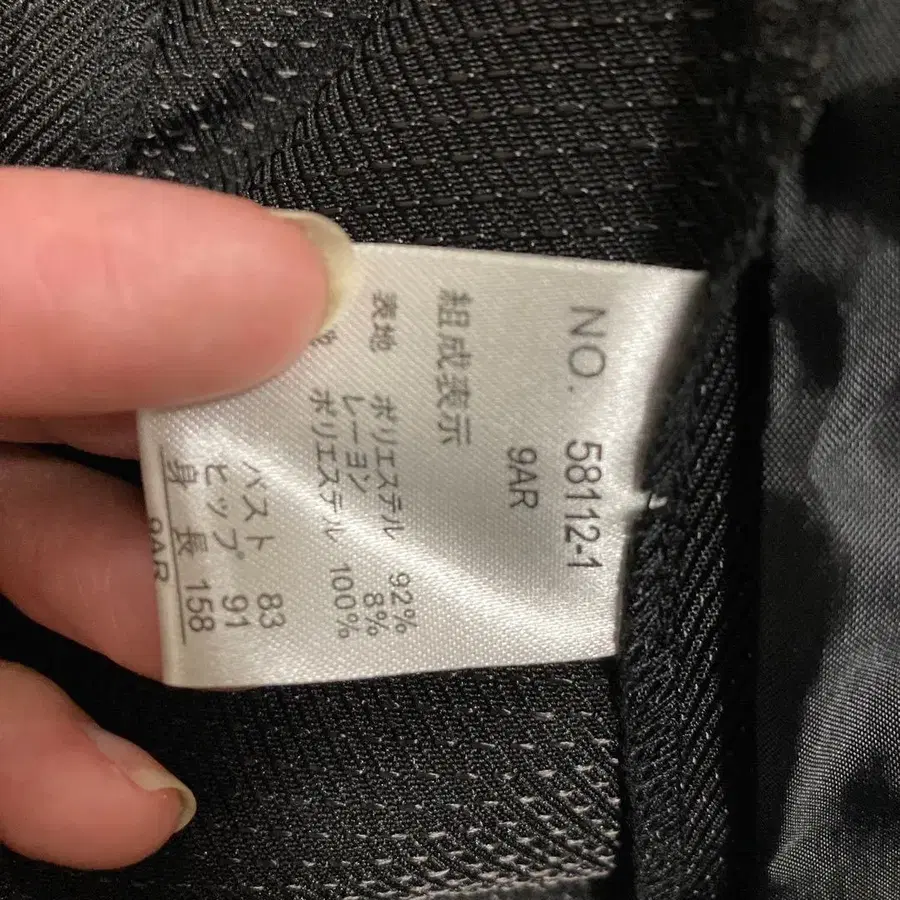 NO. 58112-1
9AR
組成表示
表地 ポリエステル 92%
レーヨン 8%
ポリエステル 100%
バスト 83
ヒップ 91
身長 158
9AR